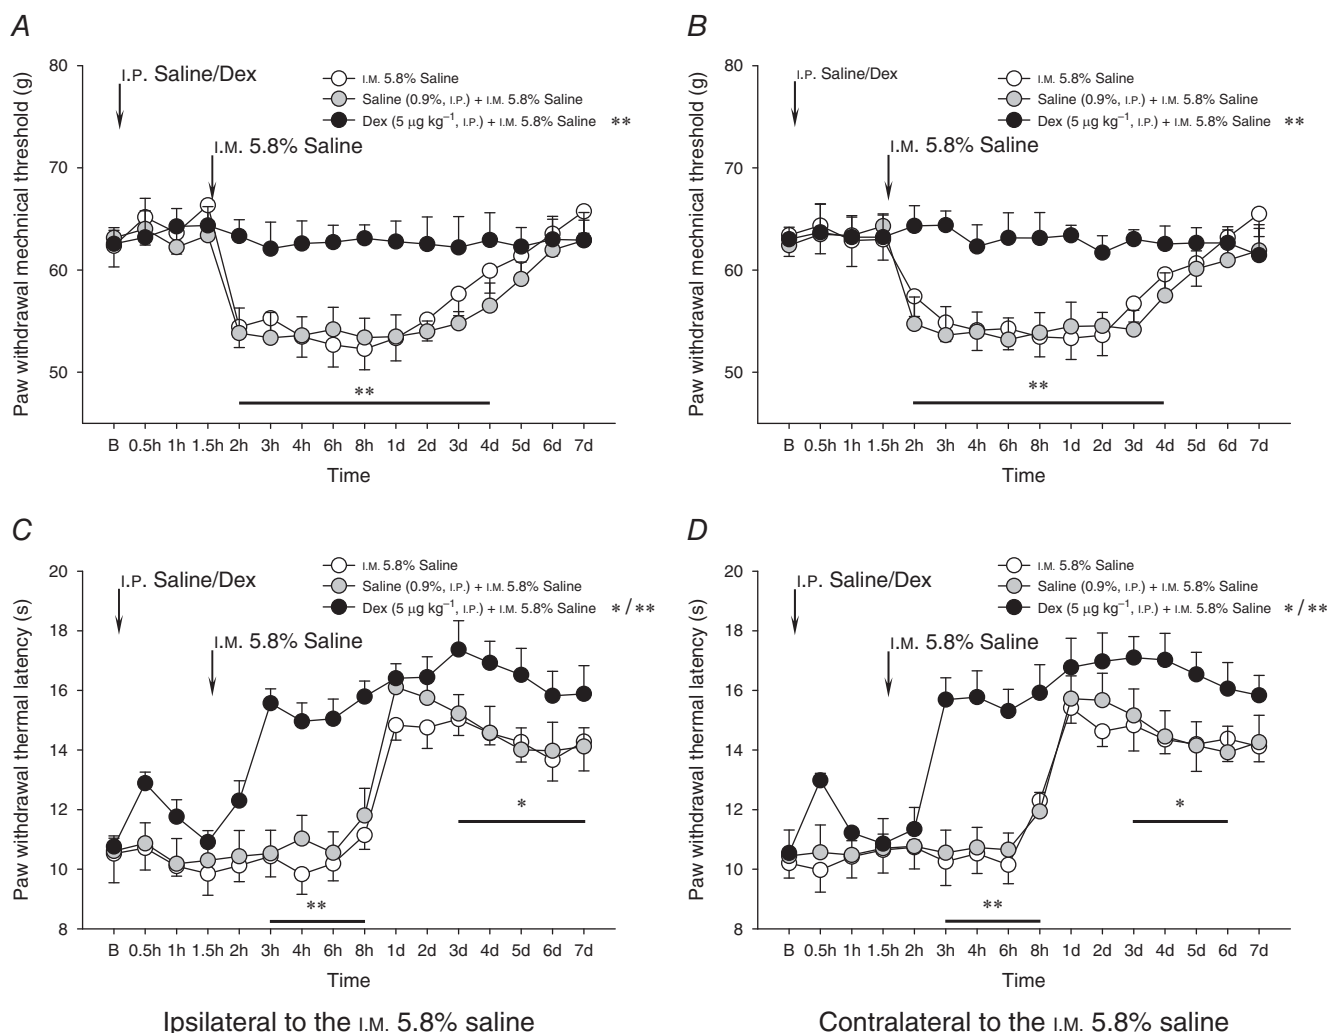 A
Paw withdrawal mechnical threshold (g)
80
70
60
50
I.P. Saline/Dex
I.M. 5.8% Saline
I.M. 5.8% Saline
Saline (0.9%, I.P.) + I.M. 5.8% Saline
Dex (5 μg kg⁻¹, I.P.) + I.M. 5.8% Saline **
**
B 0.5h 1h 1.5h 2h 3h 4h 6h 8h 1d 2d 3d 4d 5d 6d 7d
Time
B
Paw withdrawal mechnical threshold (g)
80
70
60
50
I.P. Saline/Dex
I.M. 5.8% Saline
I.M. 5.8% Saline
Saline (0.9%, I.P.) + I.M. 5.8% Saline
Dex (5 μg kg⁻¹, I.P.) + I.M. 5.8% Saline **
**
B 0.5h 1h 1.5h 2h 3h 4h 6h 8h 1d 2d 3d 4d 5d 6d 7d
Time
C
Paw withdrawal thermal latency (s)
20
18
16
14
12
10
8
I.P. Saline/Dex
I.M. 5.8% Saline
I.M. 5.8% Saline
Saline (0.9%, I.P.) + I.M. 5.8% Saline
Dex (5 μg kg⁻¹, I.P.) + I.M. 5.8% Saline */**
*
**
B 0.5h 1h 1.5h 2h 3h 4h 6h 8h 1d 2d 3d 4d 5d 6d 7d
Time
Ipsilateral to the I.M. 5.8% saline
D
Paw withdrawal thermal latency (s)
20
18
16
14
12
10
8
I.P. Saline/Dex
I.M. 5.8% Saline
I.M. 5.8% Saline
Saline (0.9%, I.P.) + I.M. 5.8% Saline
Dex (5 μg kg⁻¹, I.P.) + I.M. 5.8% Saline */**
*
**
B 0.5h 1h 1.5h 2h 3h 4h 6h 8h 1d 2d 3d 4d 5d 6d 7d
Time
Contralateral to the I.M. 5.8% saline